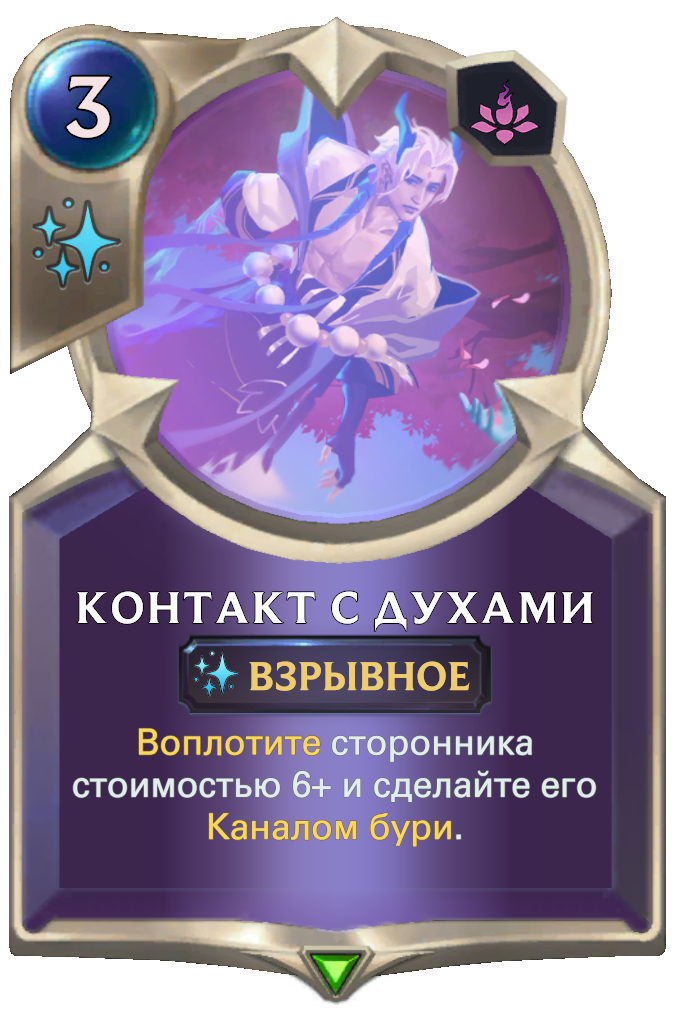 3
КОНТАКТ С ДУХАМИ
ВЗРЫВНОЕ
Воплотите сторонника
стоимостью 6+ и сделайте его
Каналом бури.